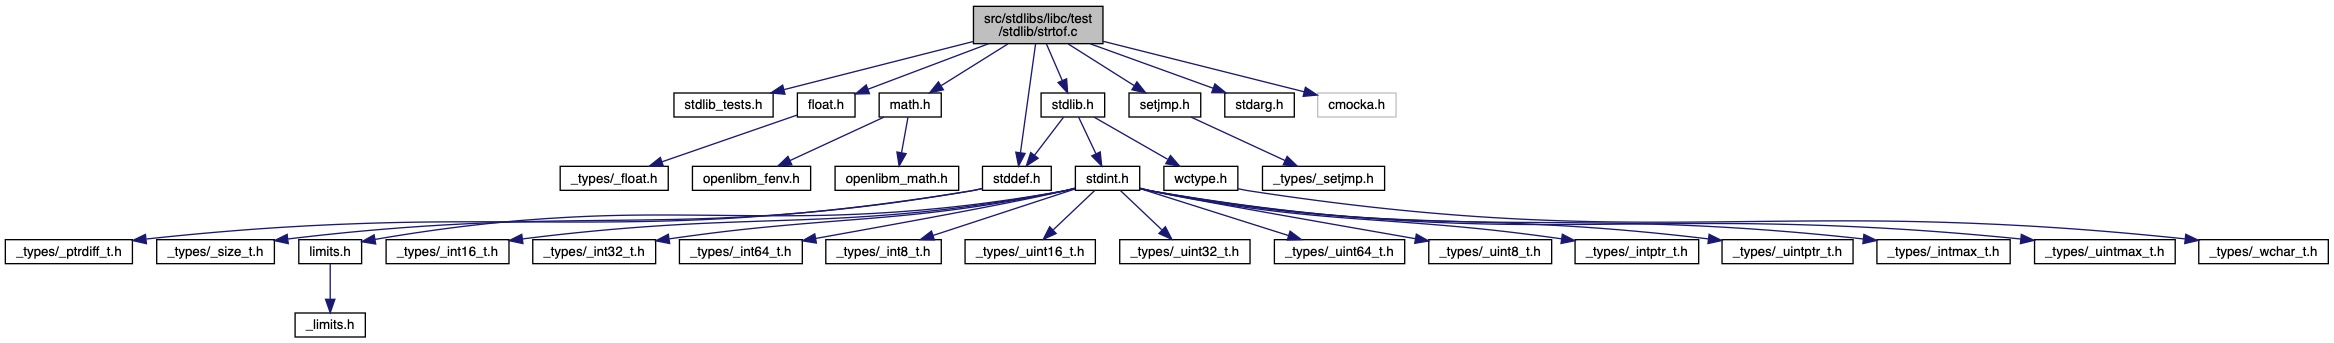 src/stdlibs/libc/test
/stdlib/strtof.c
stdlib_tests.h
float.h
math.h
stdlib.h
setjmp.h
stdarg.h
cmocka.h
_types/_float.h
openlibm_fenv.h
openlibm_math.h
stddef.h
stdint.h
wctype.h
_types/_setjmp.h
_types/_ptrdiff_t.h
_types/_size_t.h
limits.h
_types/_int16_t.h
_types/_int32_t.h
_types/_int64_t.h
_types/_int8_t.h
_types/_uint16_t.h
_types/_uint32_t.h
_types/_uint64_t.h
_types/_uint8_t.h
_types/_intptr_t.h
_types/_uintptr_t.h
_types/_intmax_t.h
_types/_uintmax_t.h
_types/_wchar_t.h
_limits.h